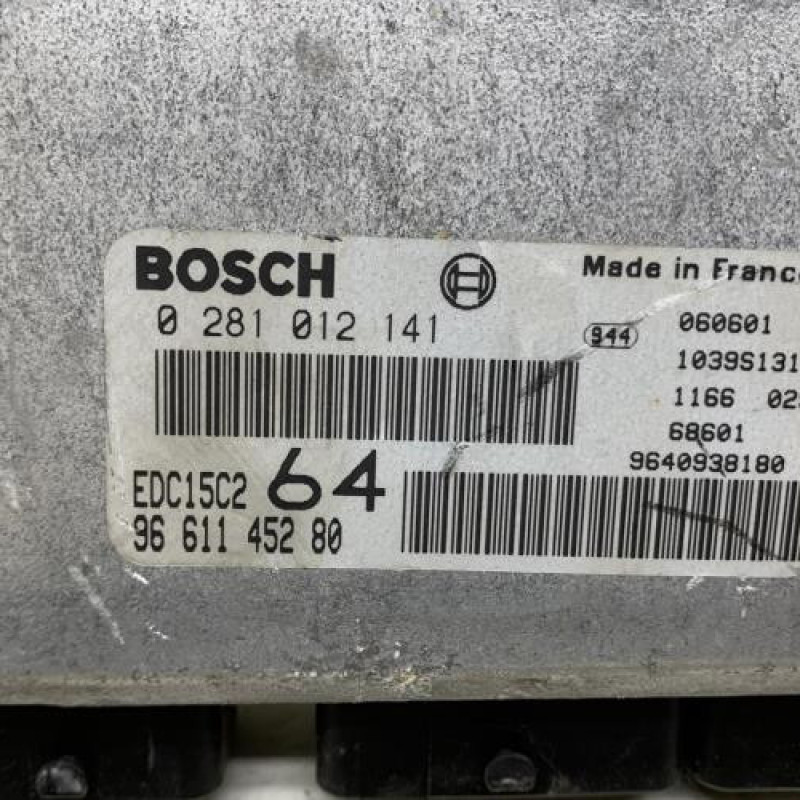 BOSCH
Made in France
0 281 012 141
944
060601
1039S131
1166 02
68601
9640938180
EDC15C2 64
96 611 452 80